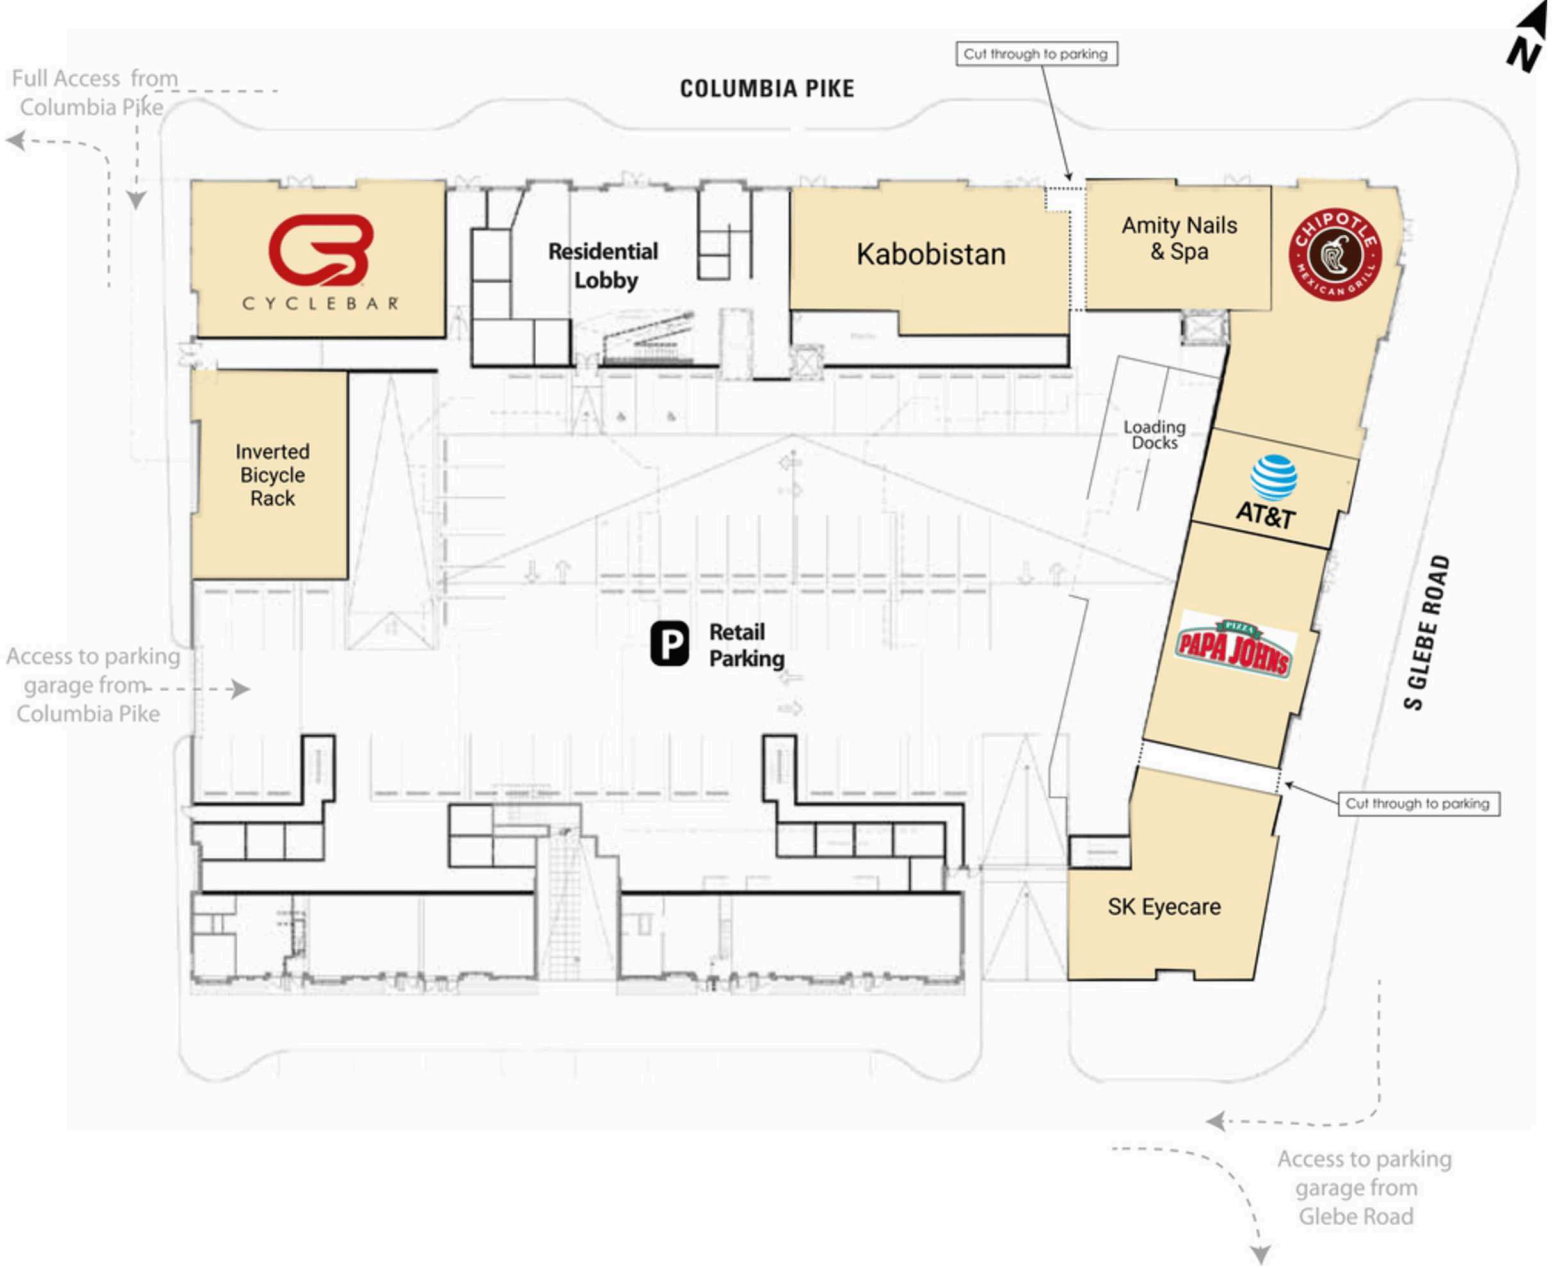 N
Cut through to parking
COLUMBIA PIKE
Full Access from
Columbia Pike
CYCLEBAR
Residential
Lobby
Kabobistan
Amity Nails
& Spa
CHIPOTLE
MEXICAN GRILL
Inverted
Bicycle
Rack
Loading
Docks
AT&T
S GLEBE ROAD
P
Retail
Parking
PIZZA
PAPA JOHNS
Access to parking
garage from
Columbia Pike
Cut through to parking
SK Eyecare
Access to parking
garage from
Glebe Road